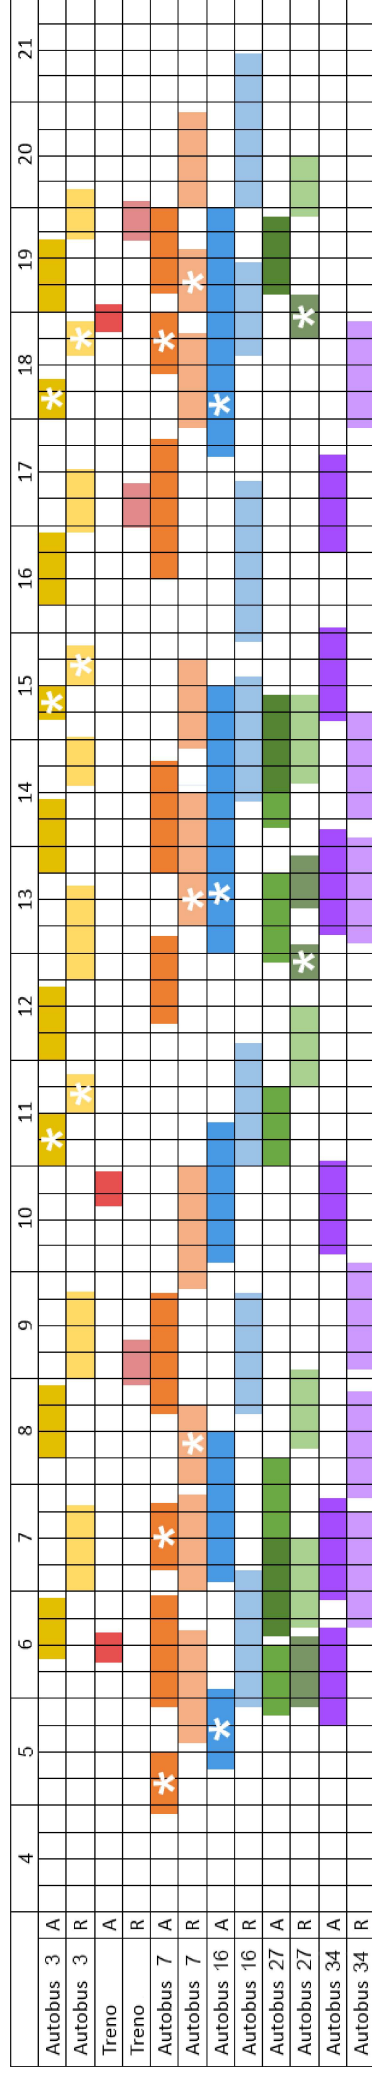 4 5 6 7 8 9 10 11 12 13 14 15 16 17 18 19 20 21
Autobus 3 A * * *
Autobus 3 R * * *
Treno A
Treno R
Autobus 7 A * * *
Autobus 7 R * * *
Autobus 16 A * * *
Autobus 16 R
Autobus 27 A
Autobus 27 R * *
Autobus 34 A
Autobus 34 R